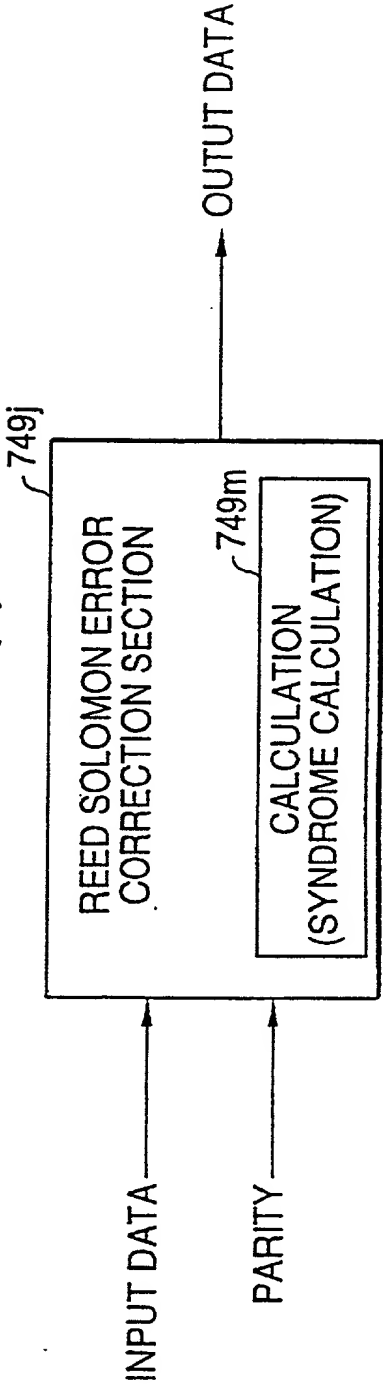 749j
REED SOLOMON ERROR
CORRECTION SECTION
749m
CALCULATION
(SYNDROME CALCULATION)
INPUT DATA
PARITY
OUTUT DATA